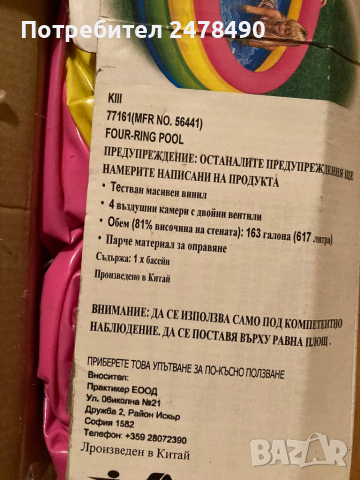 Потребител 2478490
KIII
77161(MFR NO. 56441)
FOUR-RING POOL
ПРЕДУПРЕЖДЕНИЕ: ОСТАНАЛИТЕ ПРЕДУПРЕЖДЕНИЯ ЩЕ
НАМЕРИТЕ НАПИСАНИ НА ПРОДУКТА
• Тестван масивен винил
• 4 въздушни камери с двойни вентили
• Обем (81% височина на стената): 163 галона (617 литра)
• Парче материал за оправяне
Съдържа: 1 x басейн
Произведено в Китай
ВНИМАНИЕ: ДА СЕ ИЗПОЛЗВА САМО ПОД КОМПЕТЕНТНО
НАБЛЮДЕНИЕ. ДА СЕ ПОСТАВЯ ВЪРХУ РАВНА ПЛОЩ .
ПРИБЕРЕТЕ ТОВА УПЪТВАНЕ ЗА ПО-КЪСНО ПОЛЗВАНЕ
Вносител:
Практикер ЕООД
Ул. Обиколна №21
Дружба 2, Район Искър
София 1582
Телефон: +359 28072390
Произведено в Китай
bazar.bg